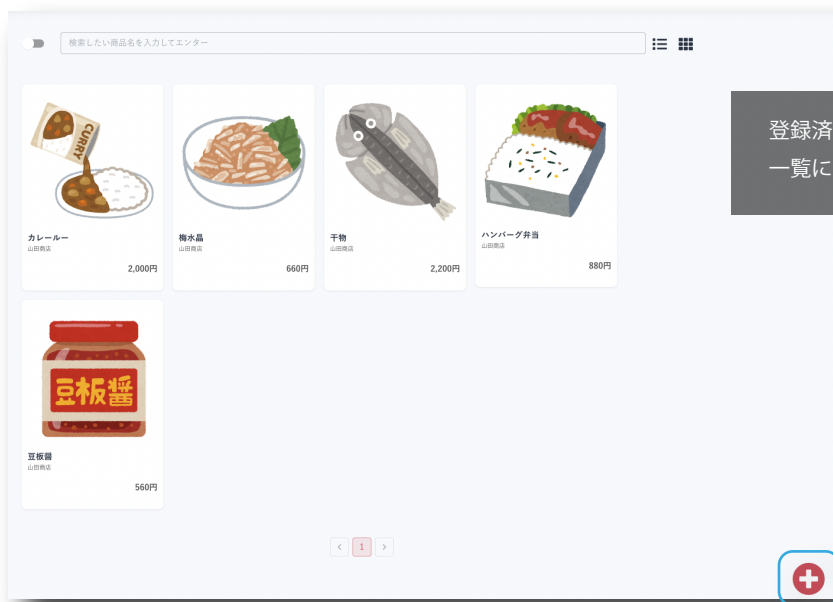 検索したい商品名を入力してエンター
登録済
一覧に
CURRY
カレールー
山田商店
2,000円
梅水晶
山田商店
660円
干物
山田商店
2,200円
ハンバーグ弁当
山田商店
880円
豆板醤
豆板醤
山田商店
560円
1